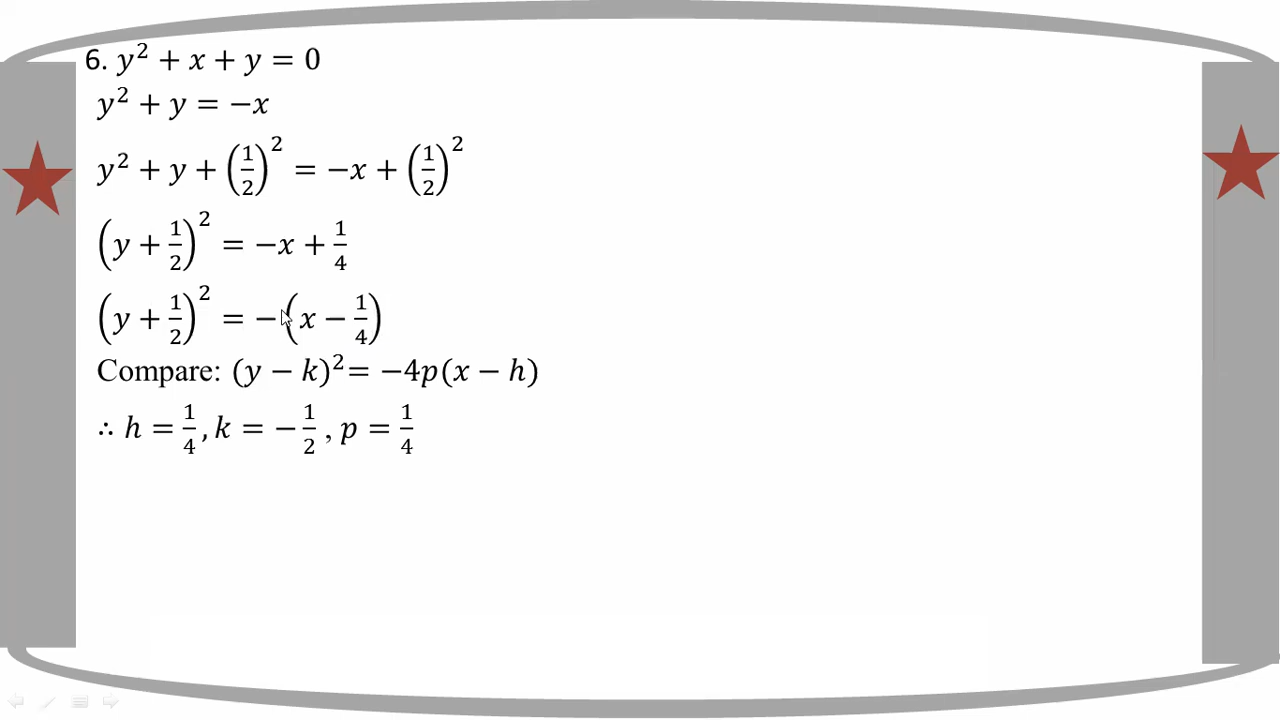 6. y² + x + y = 0
y² + y = −x
y² + y + (1/2)² = −x + (1/2)²
(y + 1/2)² = −x + 1/4
(y + 1/2)² = −(x − 1/4)
Compare: (y − k)² = −4p(x − h)
∴ h = 1/4, k = −1/2, p = 1/4